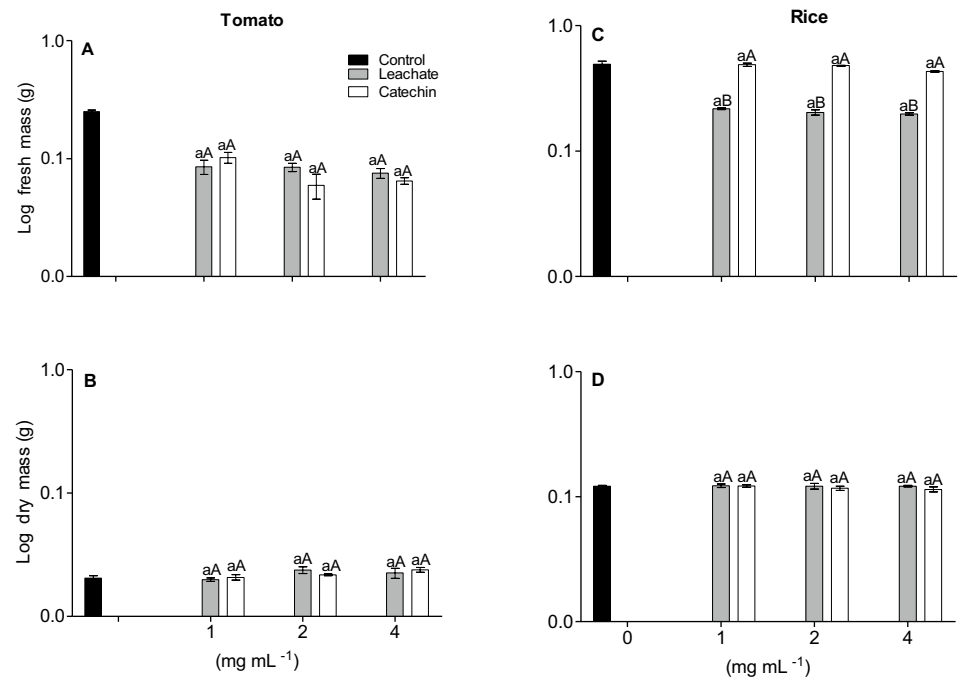 Tomato
A
1.0
0.1
0.0
Log fresh mass (g)
Control
Leachate
Catechin
aA
aA
aA
aA
aA
aA
Rice
C
1.0
0.1
0.0
aB
aA
aB
aA
aB
aA
B
1.0
0.1
0.0
Log dry mass (g)
aA
aA
aA
aA
aA
aA
1 2 4
(mg mL⁻¹)
D
1.0
0.1
0.0
aA
aA
aA
aA
aA
aA
0 1 2 4
(mg mL⁻¹)